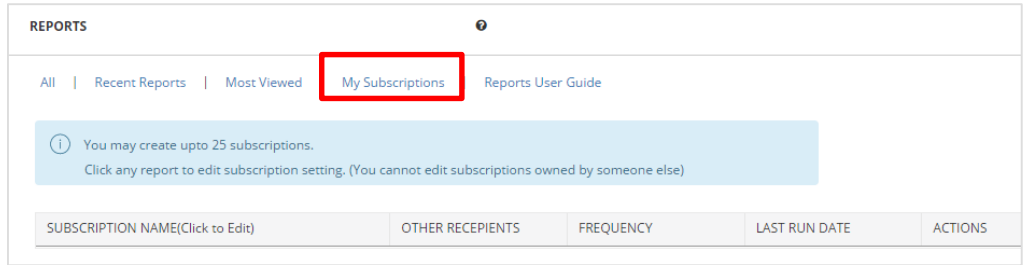 REPORTS
All | Recent Reports | Most Viewed My Subscriptions Reports User Guide
You may create upto 25 subscriptions.
Click any report to edit subscription setting. (You cannot edit subscriptions owned by someone else)
SUBSCRIPTION NAME(Click to Edit) OTHER RECEPIENTS FREQUENCY LAST RUN DATE ACTIONS